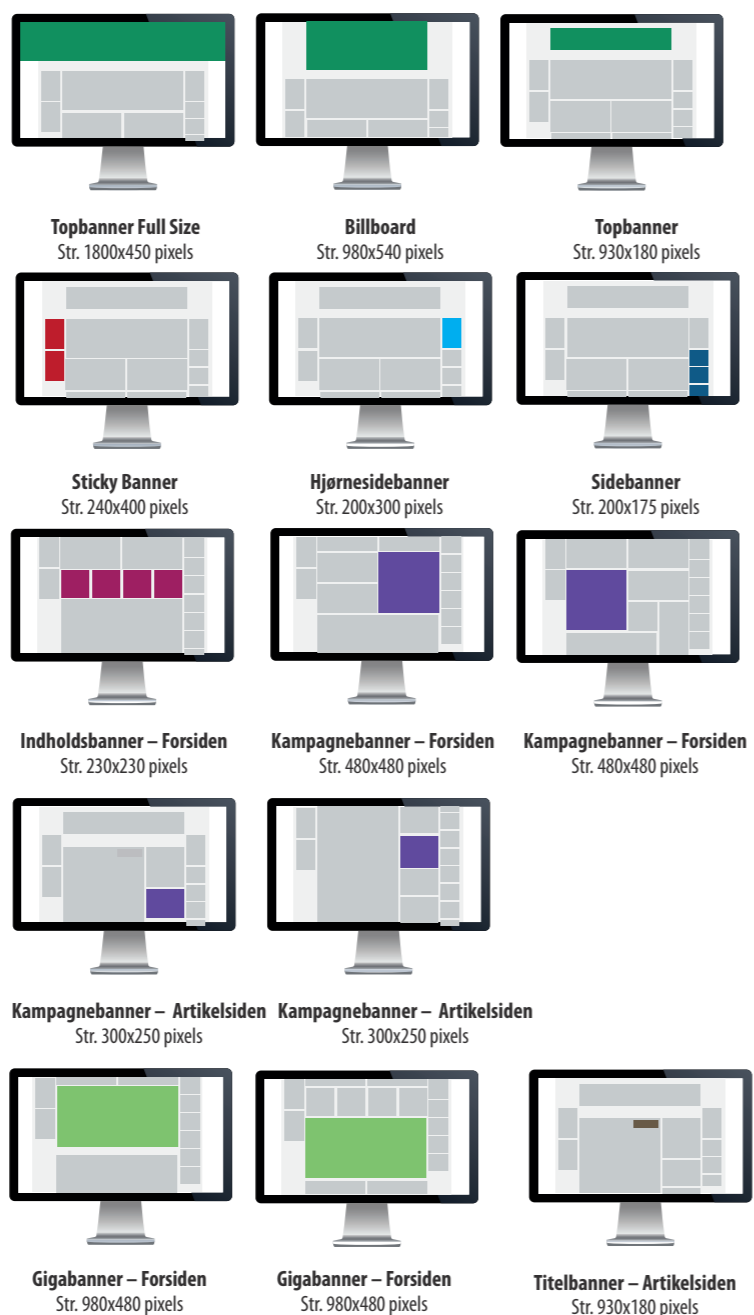 Topbanner Full Size
Str. 1800x450 pixels
Billboard
Str. 980x540 pixels
Topbanner
Str. 930x180 pixels
Sticky Banner
Str. 240x400 pixels
Hjørnesidebanner
Str. 200x300 pixels
Sidebanner
Str. 200x175 pixels
Indholdsbanner – Forsiden
Str. 230x230 pixels
Kampagnebanner – Forsiden
Str. 480x480 pixels
Kampagnebanner – Forsiden
Str. 480x480 pixels
Kampagnebanner – Artikelsiden
Str. 300x250 pixels
Kampagnebanner – Artikelsiden
Str. 300x250 pixels
Gigabanner – Forsiden
Str. 980x480 pixels
Gigabanner – Forsiden
Str. 980x480 pixels
Titelbanner – Artikelsiden
Str. 930x180 pixels